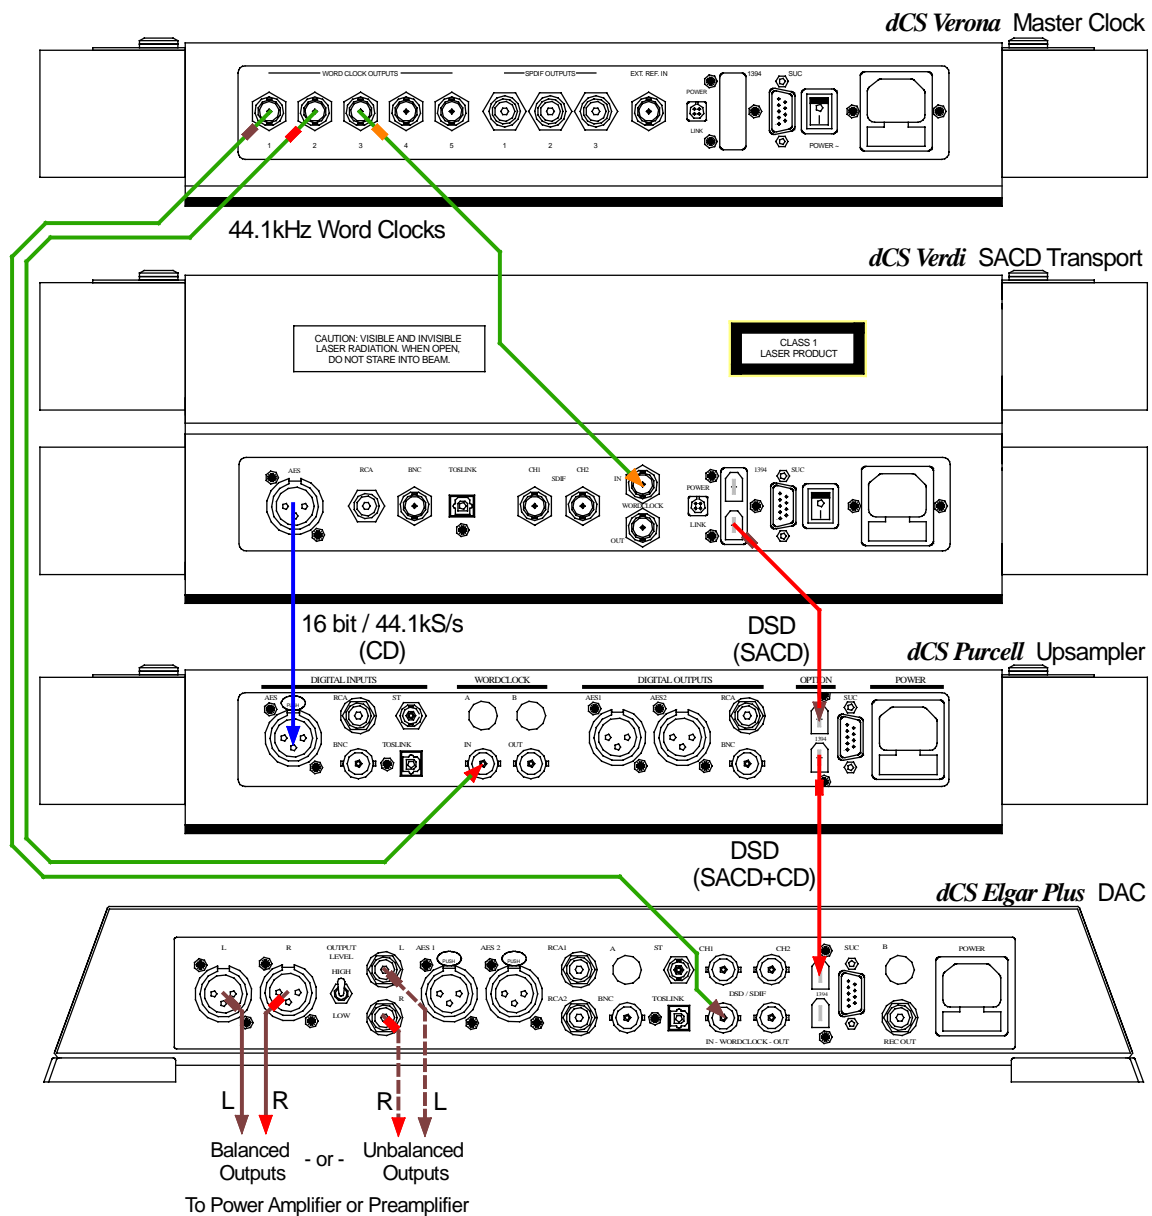 dCS Verona Master Clock
WORD CLOCK OUTPUTS
SPDIF OUTPUTS
EXT. REF. IN
POWER
LINK
1394
SUC
POWER ~
1 2 3 4 5
1 2 3
44.1kHz Word Clocks
dCS Verdi SACD Transport
CAUTION: VISIBLE AND INVISIBLE
LASER RADIATION. WHEN OPEN,
DO NOT STARE INTO BEAM.
CLASS 1
LASER PRODUCT
AES
RCA
BNC
TOSLINK
CH1
CH2
SDIF
IN
WORDCLOCK
OUT
POWER
LINK
1394
SUC
16 bit / 44.1kS/s
(CD)
DSD
(SACD)
dCS Purcell Upsampler
DIGITAL INPUTS
WORDCLOCK
DIGITAL OUTPUTS
OPTION
POWER
AES
PUSH
RCA
ST
A
B
AES1
AES2
RCA
SUC
BNC
TOSLINK
IN
OUT
BNC
1394
DSD
(SACD+CD)
dCS Elgar Plus DAC
L
R
OUTPUT
LEVEL
HIGH
LOW
L
R
AES 1
PUSH
AES 2
PUSH
RCA1
A
ST
CH1
CH2
SUC
B
POWER
RCA2
BNC
TOSLINK
DSD / SDIF
1394
IN - WORDCLOCK - OUT
REC OUT
L
R
R
L
Balanced
Outputs
- or -
Unbalanced
Outputs
To Power Amplifier or Preamplifier